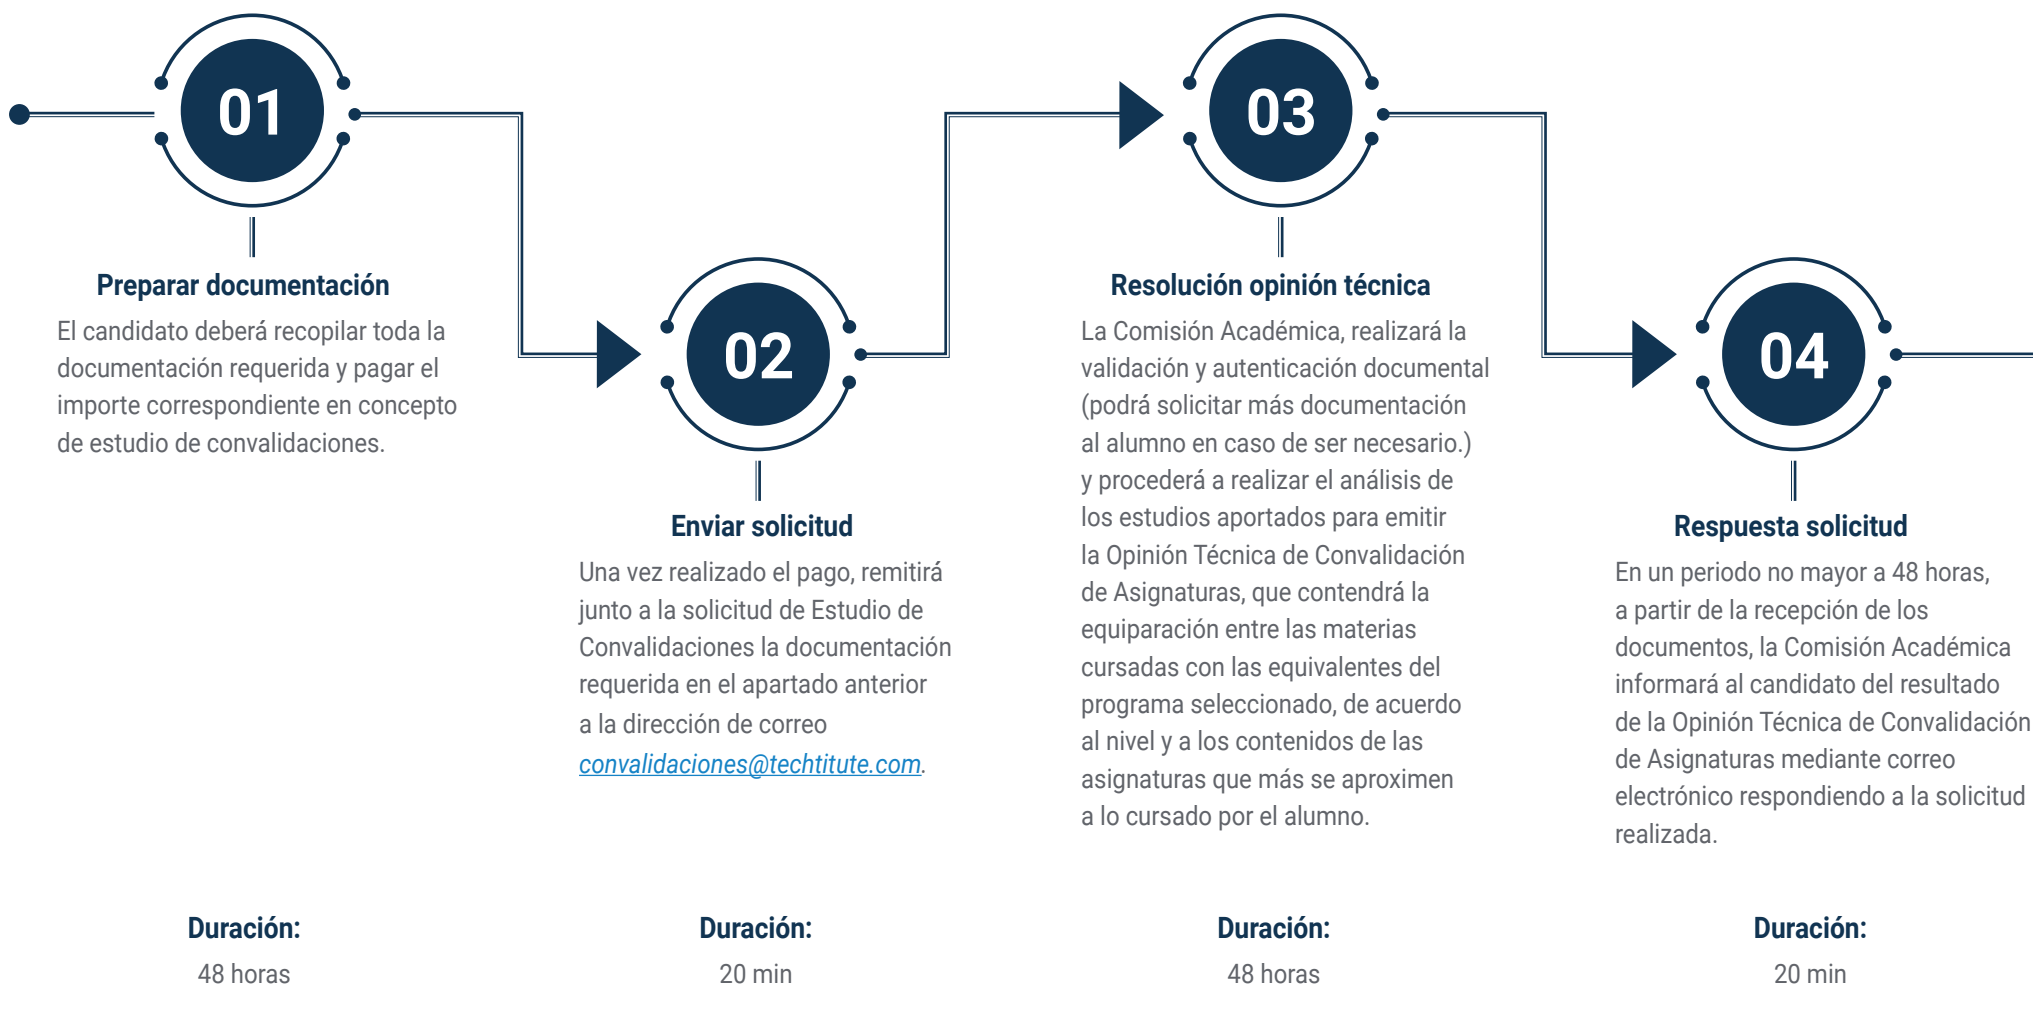 01
Preparar documentación
El candidato deberá recopilar toda la
documentación requerida y pagar el
importe correspondiente en concepto
de estudio de convalidaciones.
Duración:
48 horas
02
Enviar solicitud
Una vez realizado el pago, remitirá
junto a la solicitud de Estudio de
Convalidaciones la documentación
requerida en el apartado anterior
a la dirección de correo
convalidaciones@techtitute.com.
Duración:
20 min
03
Resolución opinión técnica
La Comisión Académica, realizará la
validación y autenticación documental
(podrá solicitar más documentación
al alumno en caso de ser necesario.)
y procederá a realizar el análisis de
los estudios aportados para emitir
la Opinión Técnica de Convalidación
de Asignaturas, que contendrá la
equiparación entre las materias
cursadas con las equivalentes del
programa seleccionado, de acuerdo
al nivel y a los contenidos de las
asignaturas que más se aproximen
a lo cursado por el alumno.
Duración:
48 horas
04
Respuesta solicitud
En un periodo no mayor a 48 horas,
a partir de la recepción de los
documentos, la Comisión Académica
informará al candidato del resultado
de la Opinión Técnica de Convalidación
de Asignaturas mediante correo
electrónico respondiendo a la solicitud
realizada.
Duración:
20 min